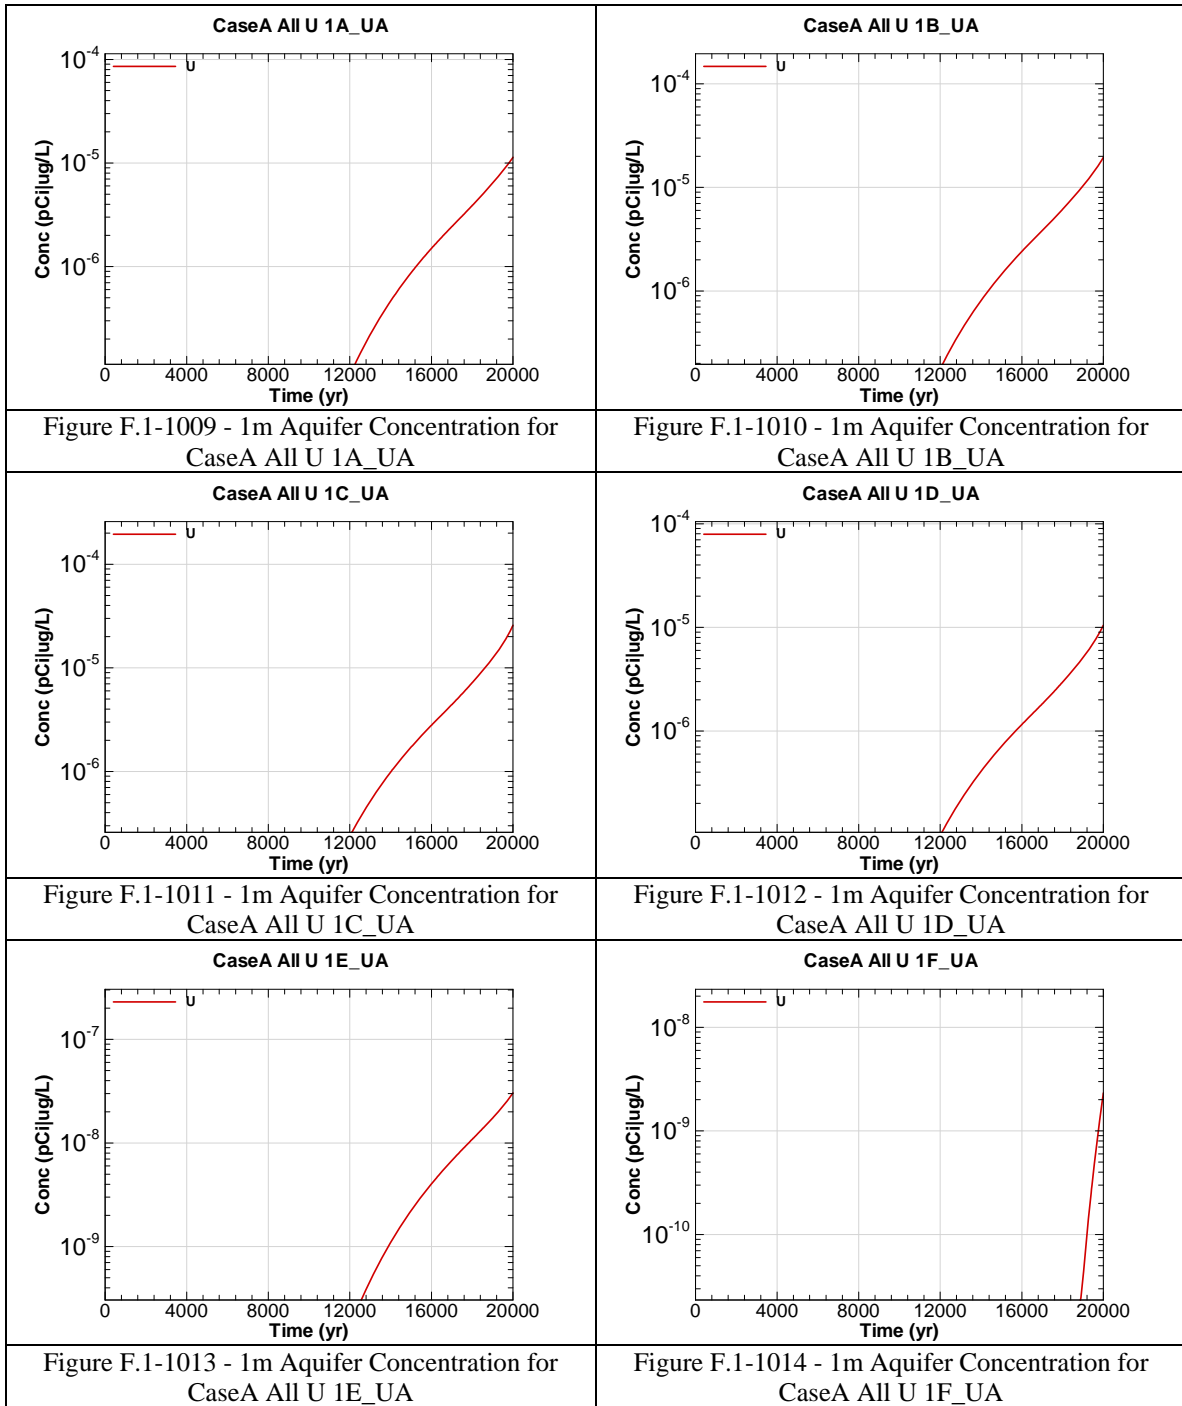 CaseA All U 1A_UA
U
10-4
10-5
10-6
Conc (pCi|ug/L)
0 4000 8000 12000 16000 20000
Time (yr)
Figure F.1-1009 - 1m Aquifer Concentration for
CaseA All U 1A_UA
CaseA All U 1B_UA
U
10-4
10-5
10-6
Conc (pCi|ug/L)
0 4000 8000 12000 16000 20000
Time (yr)
Figure F.1-1010 - 1m Aquifer Concentration for
CaseA All U 1B_UA
CaseA All U 1C_UA
U
10-4
10-5
10-6
Conc (pCi|ug/L)
0 4000 8000 12000 16000 20000
Time (yr)
Figure F.1-1011 - 1m Aquifer Concentration for
CaseA All U 1C_UA
CaseA All U 1D_UA
U
10-4
10-5
10-6
Conc (pCi|ug/L)
0 4000 8000 12000 16000 20000
Time (yr)
Figure F.1-1012 - 1m Aquifer Concentration for
CaseA All U 1D_UA
CaseA All U 1E_UA
U
10-7
10-8
10-9
Conc (pCi|ug/L)
0 4000 8000 12000 16000 20000
Time (yr)
Figure F.1-1013 - 1m Aquifer Concentration for
CaseA All U 1E_UA
CaseA All U 1F_UA
U
10-8
10-9
10-10
Conc (pCi|ug/L)
0 4000 8000 12000 16000 20000
Time (yr)
Figure F.1-1014 - 1m Aquifer Concentration for
CaseA All U 1F_UA